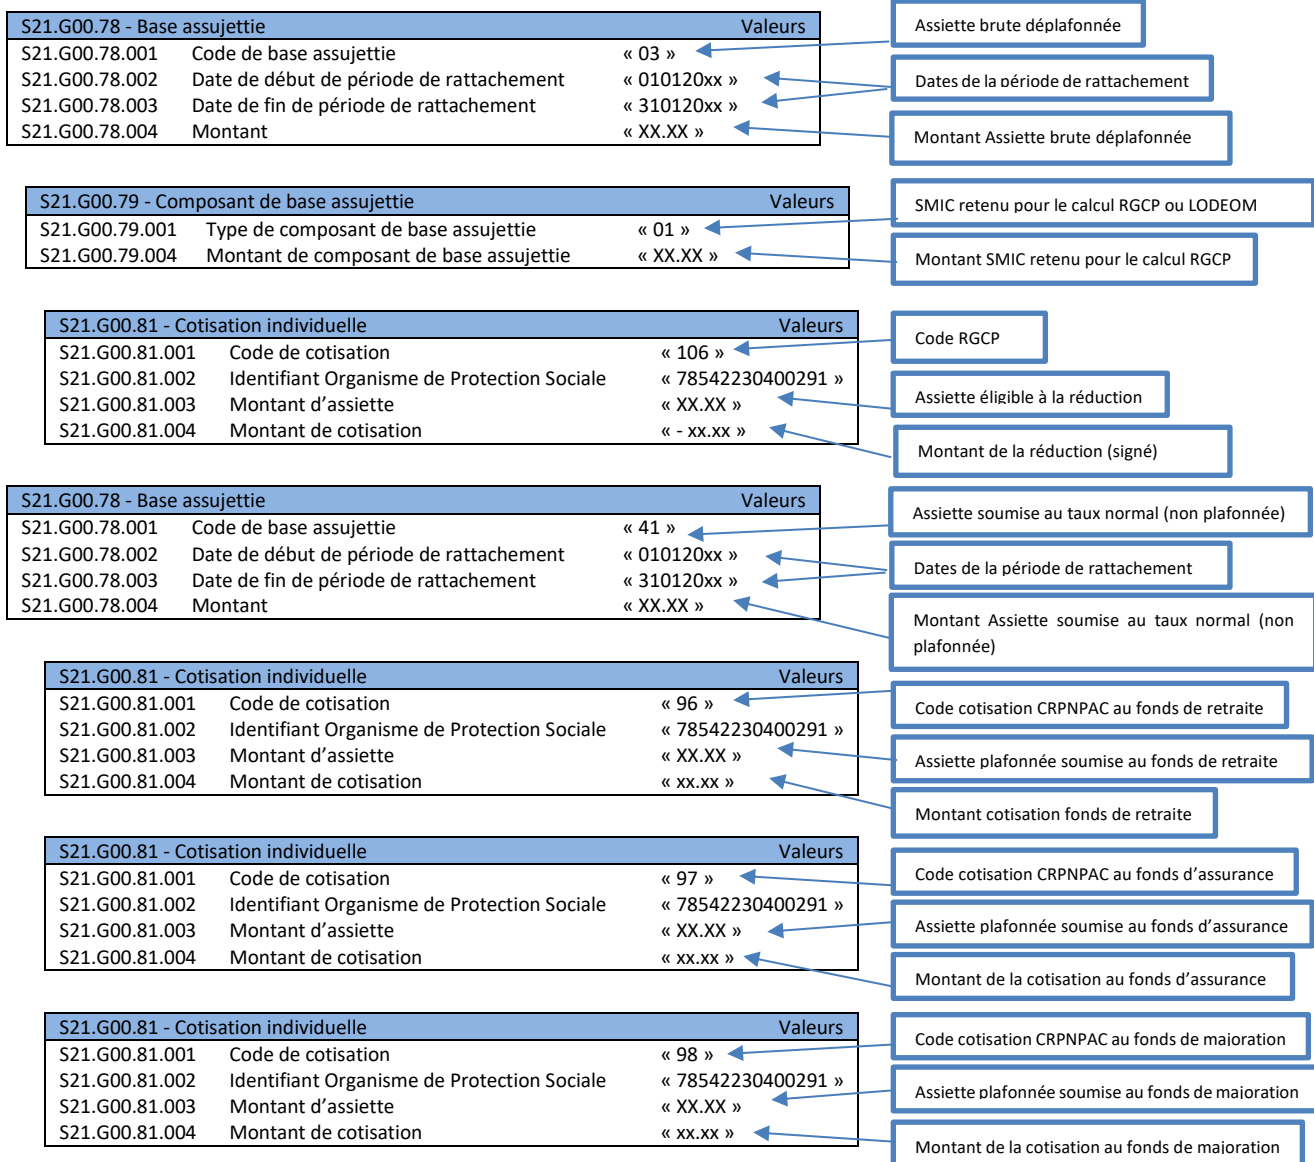 S21.G00.78 - Base assujettie Valeurs
Assiette brute déplafonnée
S21.G00.78.001 Code de base assujettie « 03 »
S21.G00.78.002 Date de début de période de rattachement « 010120xx »
Dates de la période de rattachement
S21.G00.78.003 Date de fin de période de rattachement « 310120xx »
S21.G00.78.004 Montant « XX.XX »
Montant Assiette brute déplafonnée
S21.G00.79 - Composant de base assujettie Valeurs
SMIC retenu pour le calcul RGCP ou LODEOM
S21.G00.79.001 Type de composant de base assujettie « 01 »
S21.G00.79.004 Montant de composant de base assujettie « XX.XX »
Montant SMIC retenu pour le calcul RGCP
S21.G00.81 - Cotisation individuelle Valeurs
Code RGCP
S21.G00.81.001 Code de cotisation « 106 »
S21.G00.81.002 Identifiant Organisme de Protection Sociale « 78542230400291 »
Assiette éligible à la réduction
S21.G00.81.003 Montant d’assiette « XX.XX »
S21.G00.81.004 Montant de cotisation « - xx.xx »
Montant de la réduction (signé)
S21.G00.78 - Base assujettie Valeurs
Assiette soumise au taux normal (non plafonnée)
S21.G00.78.001 Code de base assujettie « 41 »
S21.G00.78.002 Date de début de période de rattachement « 010120xx »
Dates de la période de rattachement
S21.G00.78.003 Date de fin de période de rattachement « 310120xx »
S21.G00.78.004 Montant « XX.XX »
Montant Assiette soumise au taux normal (non
plafonnée)
S21.G00.81 - Cotisation individuelle Valeurs
S21.G00.81.001 Code de cotisation « 96 »
Code cotisation CRPNPAC au fonds de retraite
S21.G00.81.002 Identifiant Organisme de Protection Sociale « 78542230400291 »
S21.G00.81.003 Montant d’assiette « XX.XX »
Assiette plafonnée soumise au fonds de retraite
S21.G00.81.004 Montant de cotisation « xx.xx »
Montant cotisation fonds de retraite
S21.G00.81 - Cotisation individuelle Valeurs
S21.G00.81.001 Code de cotisation « 97 »
Code cotisation CRPNPAC au fonds d’assurance
S21.G00.81.002 Identifiant Organisme de Protection Sociale « 78542230400291 »
S21.G00.81.003 Montant d’assiette « XX.XX »
Assiette plafonnée soumise au fonds d’assurance
S21.G00.81.004 Montant de cotisation « xx.xx »
Montant de la cotisation au fonds d’assurance
S21.G00.81 - Cotisation individuelle Valeurs
Code cotisation CRPNPAC au fonds de majoration
S21.G00.81.001 Code de cotisation « 98 »
S21.G00.81.002 Identifiant Organisme de Protection Sociale « 78542230400291 »
Assiette plafonnée soumise au fonds de majoration
S21.G00.81.003 Montant d’assiette « XX.XX »
S21.G00.81.004 Montant de cotisation « xx.xx »
Montant de la cotisation au fonds de majoration